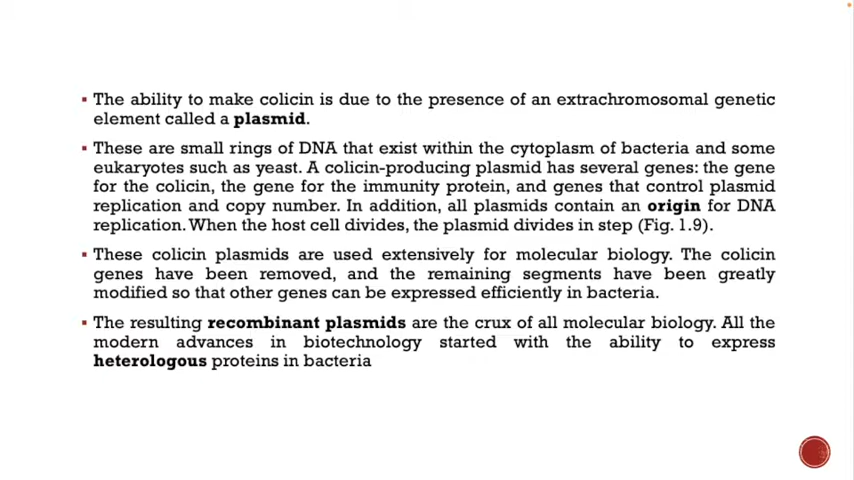 ▪ The ability to make colicin is due to the presence of an extrachromosomal genetic
element called a plasmid.
▪ These are small rings of DNA that exist within the cytoplasm of bacteria and some
eukaryotes such as yeast. A colicin-producing plasmid has several genes: the gene
for the colicin, the gene for the immunity protein, and genes that control plasmid
replication and copy number. In addition, all plasmids contain an origin for DNA
replication. When the host cell divides, the plasmid divides in step (Fig. 1.9).
▪ These colicin plasmids are used extensively for molecular biology. The colicin
genes have been removed, and the remaining segments have been greatly
modified so that other genes can be expressed efficiently in bacteria.
▪ The resulting recombinant plasmids are the crux of all molecular biology. All the
modern advances in biotechnology started with the ability to express
heterologous proteins in bacteria